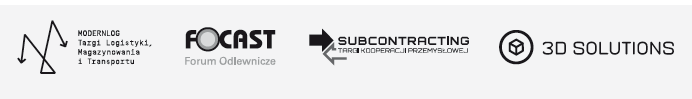 MODERNLOG
Targi Logistyki,
Magazynowania
i Transportu
FOCAST
Forum Odlewnicze
SUBCONTRACTING
TARGI KOOPERACJI PRZEMYSŁOWEJ
3D SOLUTIONS